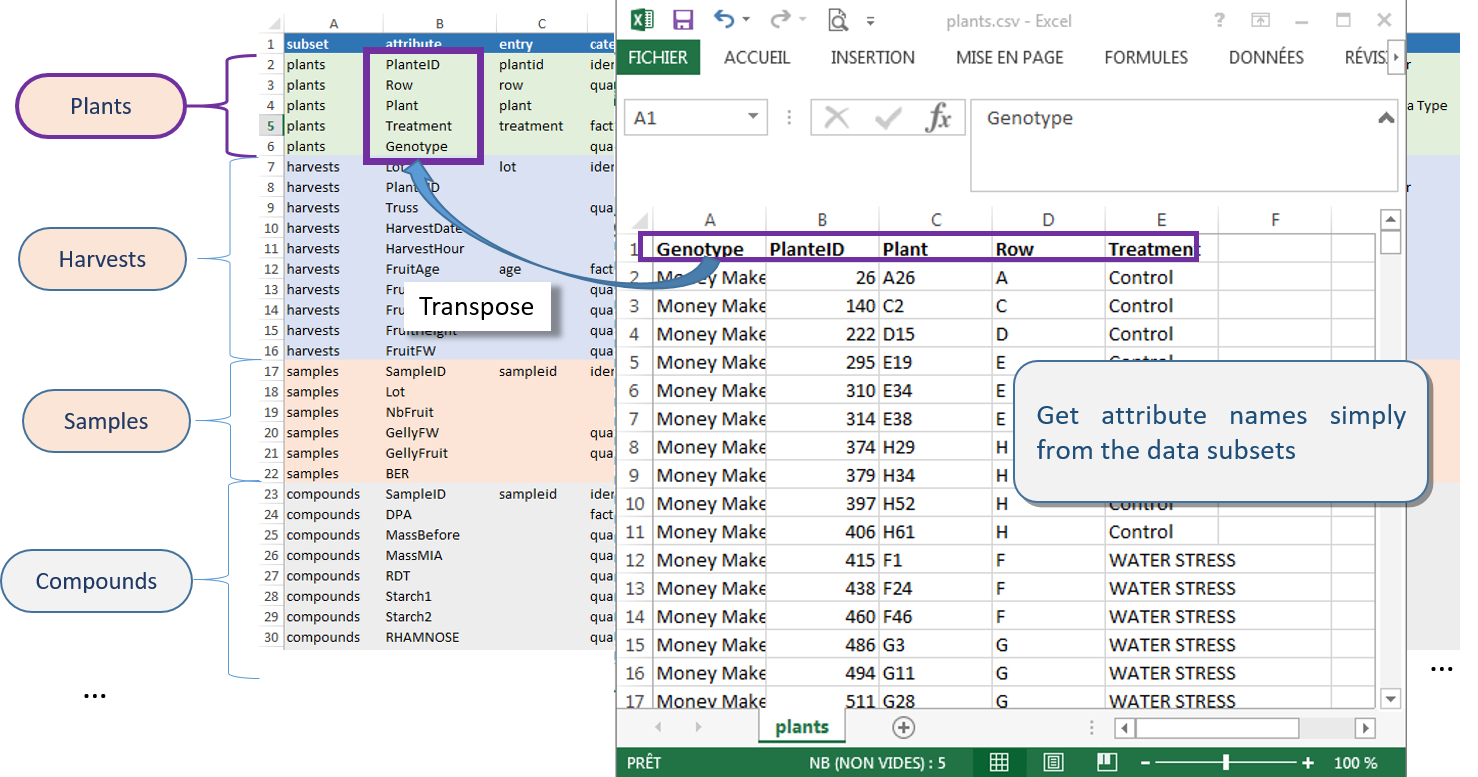 A B C
1 subset attribute entry cate
2 plants PlanteID plantid iden
3 plants Row row qua
4 plants Plant plant
5 plants Treatment treatment fact
6 plants Genotype qua
7 harvests Lot lot iden
8 harvests PlanteID
9 harvests Truss qua
10 harvests HarvestDate
11 harvests HarvestHour
12 harvests FruitAge age fact
13 harvests Fru qua
14 harvests Fru qua
15 harvests FruitHeight qua
16 harvests FruitFW qua
17 samples SampleID sampleid iden
18 samples Lot
19 samples NbFruit
20 samples GellyFW qua
21 samples GellyFruit qua
22 samples BER
23 compounds SampleID sampleid iden
24 compounds DPA fact
25 compounds MassBefore qua
26 compounds MassMIA qua
27 compounds RDT qua
28 compounds Starch1 qua
29 compounds Starch2 qua
30 compounds RHAMNOSE qual
Plants
Harvests
Samples
Compounds
...
Transpose
plants.csv - Excel
?
FICHIER ACCUEIL INSERTION MISE EN PAGE FORMULES DONNÉES RÉVIS
A1 fx Genotype
A B C D E F
1 Genotype PlanteID Plant Row Treatment
2 Money Make 26 A26 A Control
3 Money Make 140 C2 C Control
4 Money Make 222 D15 D Control
5 Money Make 295 E19 E Control
6 Money Make 310 E34 E
7 Money Make 314 E38 E
8 Money Make 374 H29 H
9 Money Make 379 H34 H
10 Money Make 397 H52 H Control
11 Money Make 406 H61 H Control
12 Money Make 415 F1 F WATER STRESS
13 Money Make 438 F24 F WATER STRESS
14 Money Make 460 F46 F WATER STRESS
15 Money Make 486 G3 G WATER STRESS
16 Money Make 494 G11 G WATER STRESS
17 Money Make 511 G28 G WATER STRESS
Get attribute names simply
from the data subsets
plants
PRÊT NB (NON VIDES) : 5 100 %
r
a Type
r
...